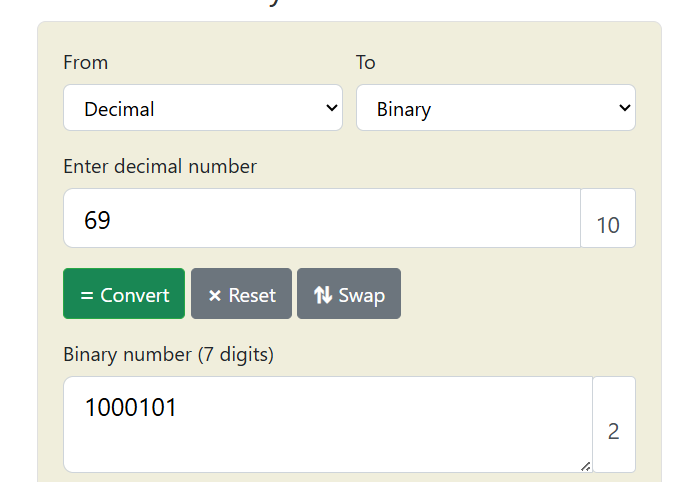 From To
Decimal Binary
Enter decimal number
69 10
= Convert × Reset Swap
Binary number (7 digits)
1000101
2